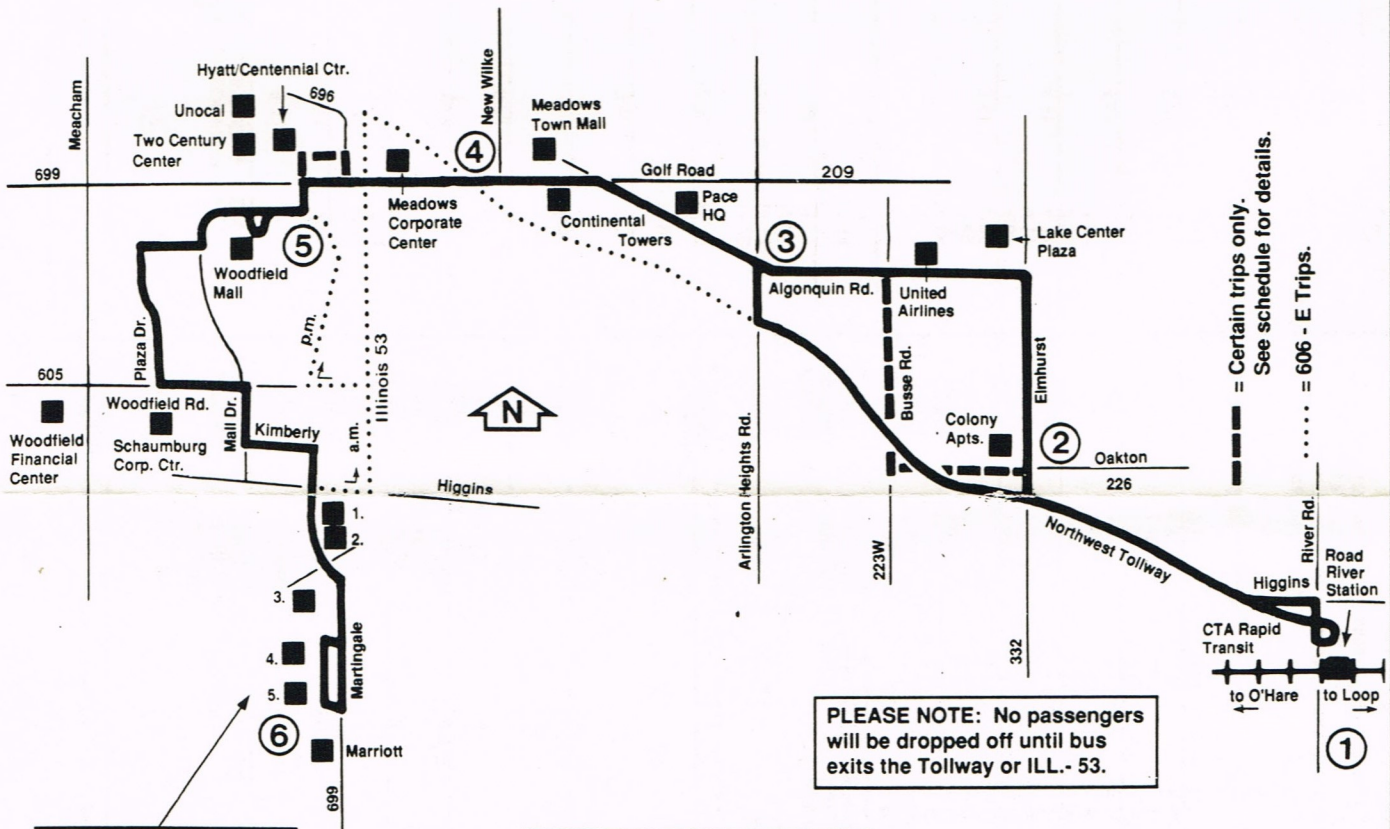 Meacham
Hyatt/Centennial Ctr.
696
Unocal
Two Century
Center
New Wilke
Meadows
Town Mall
4
699
Golf Road
209
Meadows
Corporate
Center
Continental
Towers
Pace
HQ
5
Woodfield
Mall
3
Lake Center
Plaza
Algonquin Rd.
United
Airlines
= Certain trips only.
See schedule for details.
= 606 - E Trips.
Plaza Dr.
p.m.
Illinois 53
605
Woodfield Rd.
Mall Dr.
Kimberly
a.m.
N
Busse Rd.
Elmhurst
Arlington Heights Rd.
Colony
Apts.
2
Oakton
226
Woodfield
Financial
Center
Schaumburg
Corp. Ctr.
Higgins
1.
2.
3.
4.
5.
Martingale
6
Marriott
699
223W
332
Northwest Tollway
River Rd.
Higgins
Road
River
Station
CTA Rapid
Transit
to O'Hare
to Loop
1
PLEASE NOTE: No passengers
will be dropped off until bus
exits the Tollway or ILL.- 53.